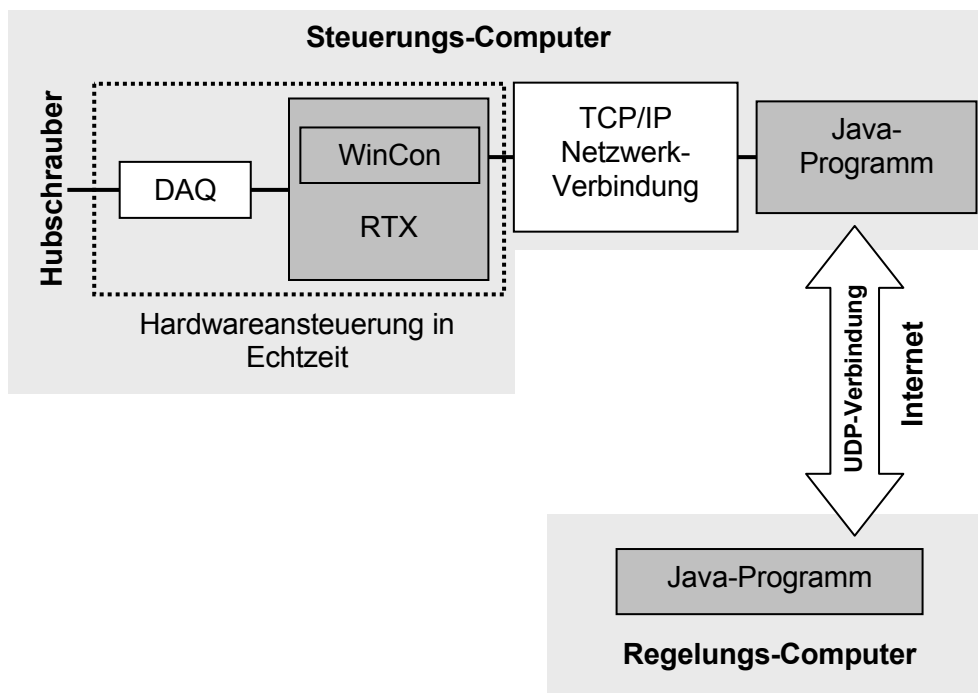 Steuerungs-Computer
Hubschrauber
DAQ
WinCon
RTX
TCP/IP
Netzwerk-
Verbindung
Java-
Programm
Hardwareansteuerung in
Echtzeit
UDP-Verbindung
Internet
Java-Programm
Regelungs-Computer